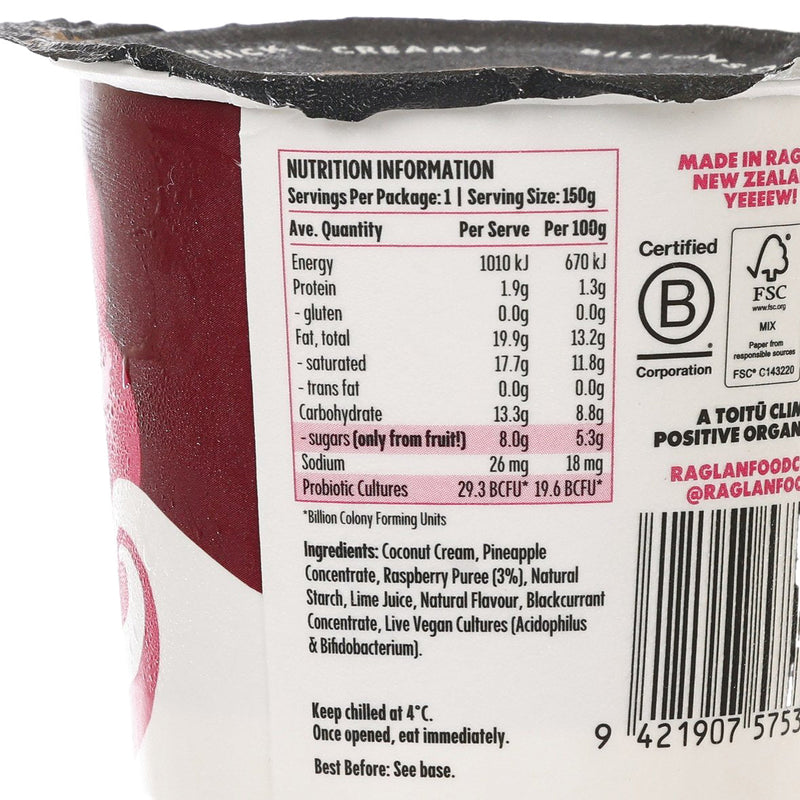 THICK & CREAMY BILLIONS
NUTRITION INFORMATION
Servings Per Package: 1 | Serving Size: 150g
Ave. Quantity Per Serve Per 100g
Energy 1010 kJ 670 kJ
Protein 1.9g 1.3g
- gluten 0.0g 0.0g
Fat, total 19.9g 13.2g
- saturated 17.7g 11.8g
- trans fat 0.0g 0.0g
Carbohydrate 13.3g 8.8g
- sugars (only from fruit!) 8.0g 5.3g
Sodium 26 mg 18 mg
Probiotic Cultures 29.3 BCFU* 19.6 BCFU*
*Billion Colony Forming Units
Ingredients: Coconut Cream, Pineapple
Concentrate, Raspberry Puree (3%), Natural
Starch, Lime Juice, Natural Flavour, Blackcurrant
Concentrate, Live Vegan Cultures (Acidophilus
& Bifidobacterium).
Keep chilled at 4°C.
Once opened, eat immediately.
Best Before: See base.
MADE IN RAG
NEW ZEALA
YEEEEW!
Certified
B
Corporation
FSC
www.fsc.org
MIX
Paper from
responsible sources
FSC® C143220
A TOITŪ CLIM
POSITIVE ORGAN
RAGLANFOODC
@RAGLANFOO
9 421907 5753